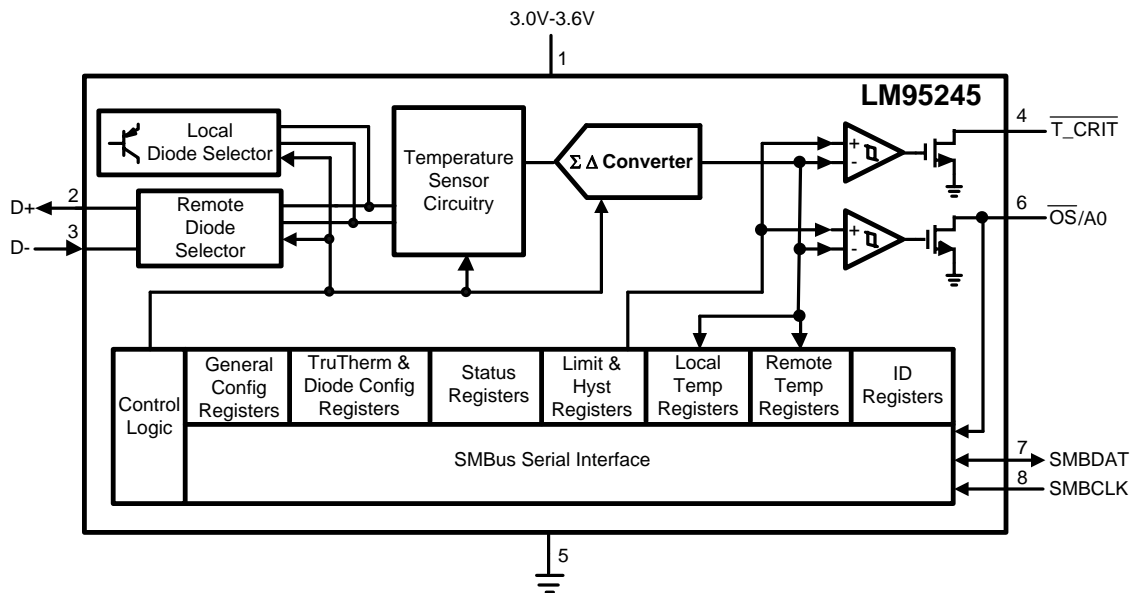 3.0V-3.6V
1
LM95245
Local
Diode Selector
Temperature
Sensor
Circuitry
Σ Δ Converter
+
-
4
T_CRIT
D+
2
Remote
Diode
Selector
D-
3
+
-
6
OS/A0
Control
Logic
General
Config
Registers
TruTherm &
Diode Config
Registers
Status
Registers
Limit &
Hyst
Registers
Local
Temp
Registers
Remote
Temp
Registers
ID
Registers
SMBus Serial Interface
7
SMBDAT
8
SMBCLK
5